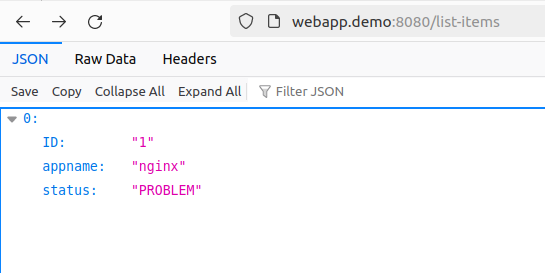 webapp.demo:8080/list-items
JSON Raw Data Headers
Save Copy Collapse All Expand All Filter JSON
0:
ID: "1"
appname: "nginx"
status: "PROBLEM"